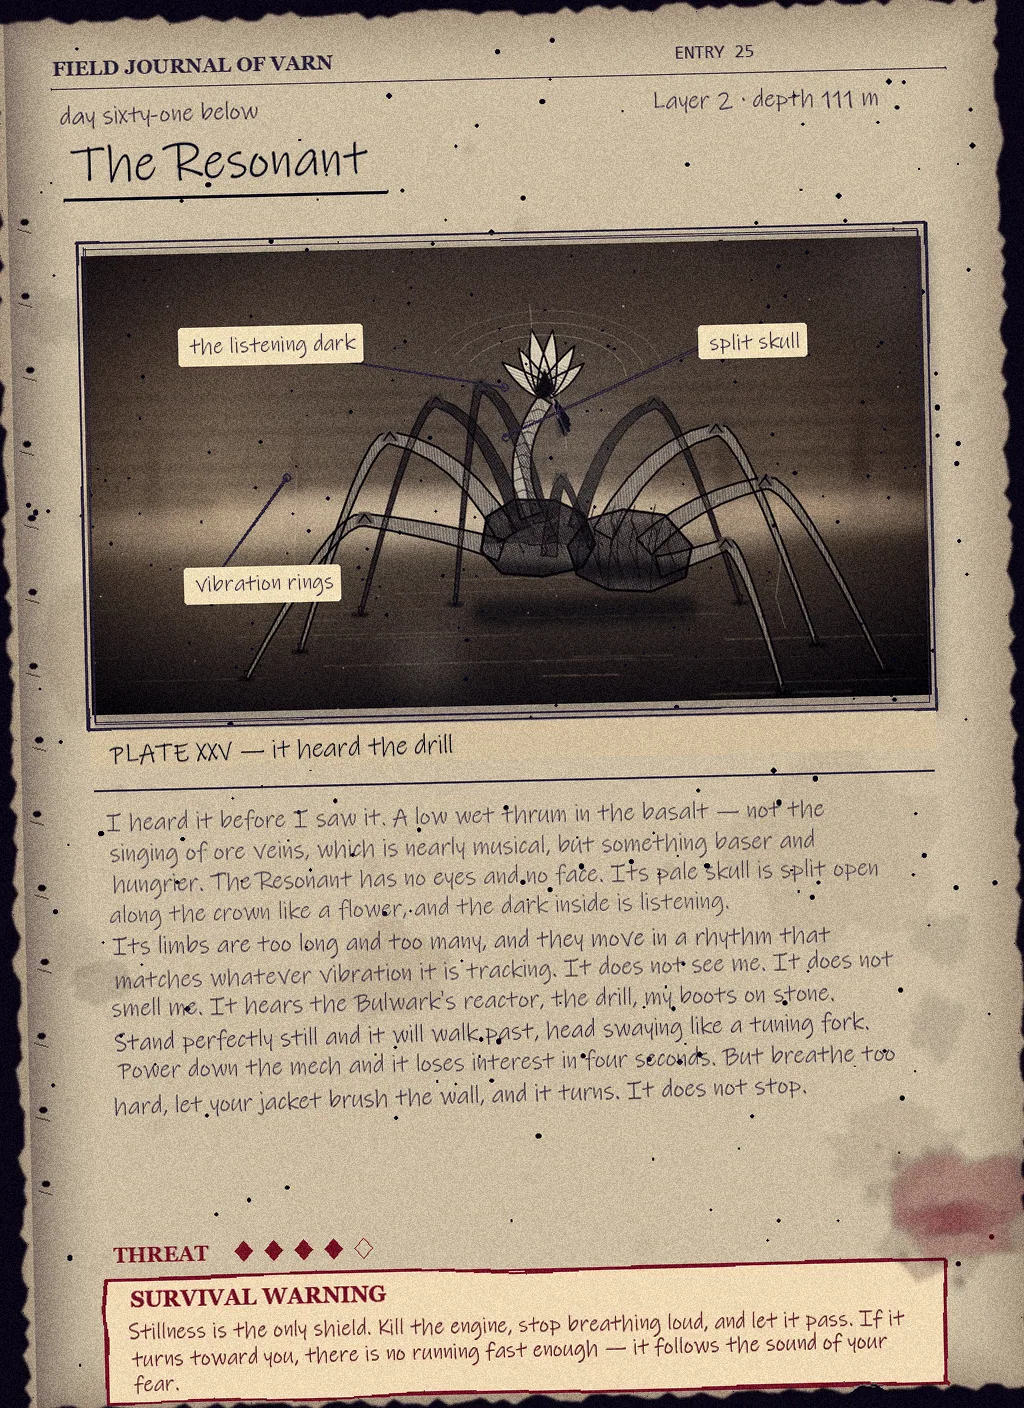 FIELD JOURNAL OF VARN
ENTRY 25
day sixty-one below
Layer 2 · depth 111 m
The Resonant
the listening dark
split skull
vibration rings
PLATE XXV — it heard the drill
I heard it before I saw it. A low wet thrum in the basalt — not the
singing of ore veins, which is nearly musical, but something baser and
hungrier. The Resonant has no eyes and no face. Its pale skull is split open
along the crown like a flower, and the dark inside is listening.
Its limbs are too long and too many, and they move in a rhythm that
matches whatever vibration it is tracking. It does not see me. It does not
smell me. It hears the Bulwark's reactor, the drill, my boots on stone.
Stand perfectly still and it will walk past, head swaying like a tuning fork.
Power down the mech and it loses interest in four seconds. But breathe too
hard, let your jacket brush the wall, and it turns. It does not stop.
THREAT
SURVIVAL WARNING
Stillness is the only shield. Kill the engine, stop breathing loud, and let it pass. If it
turns toward you, there is no running fast enough — it follows the sound of your
fear.